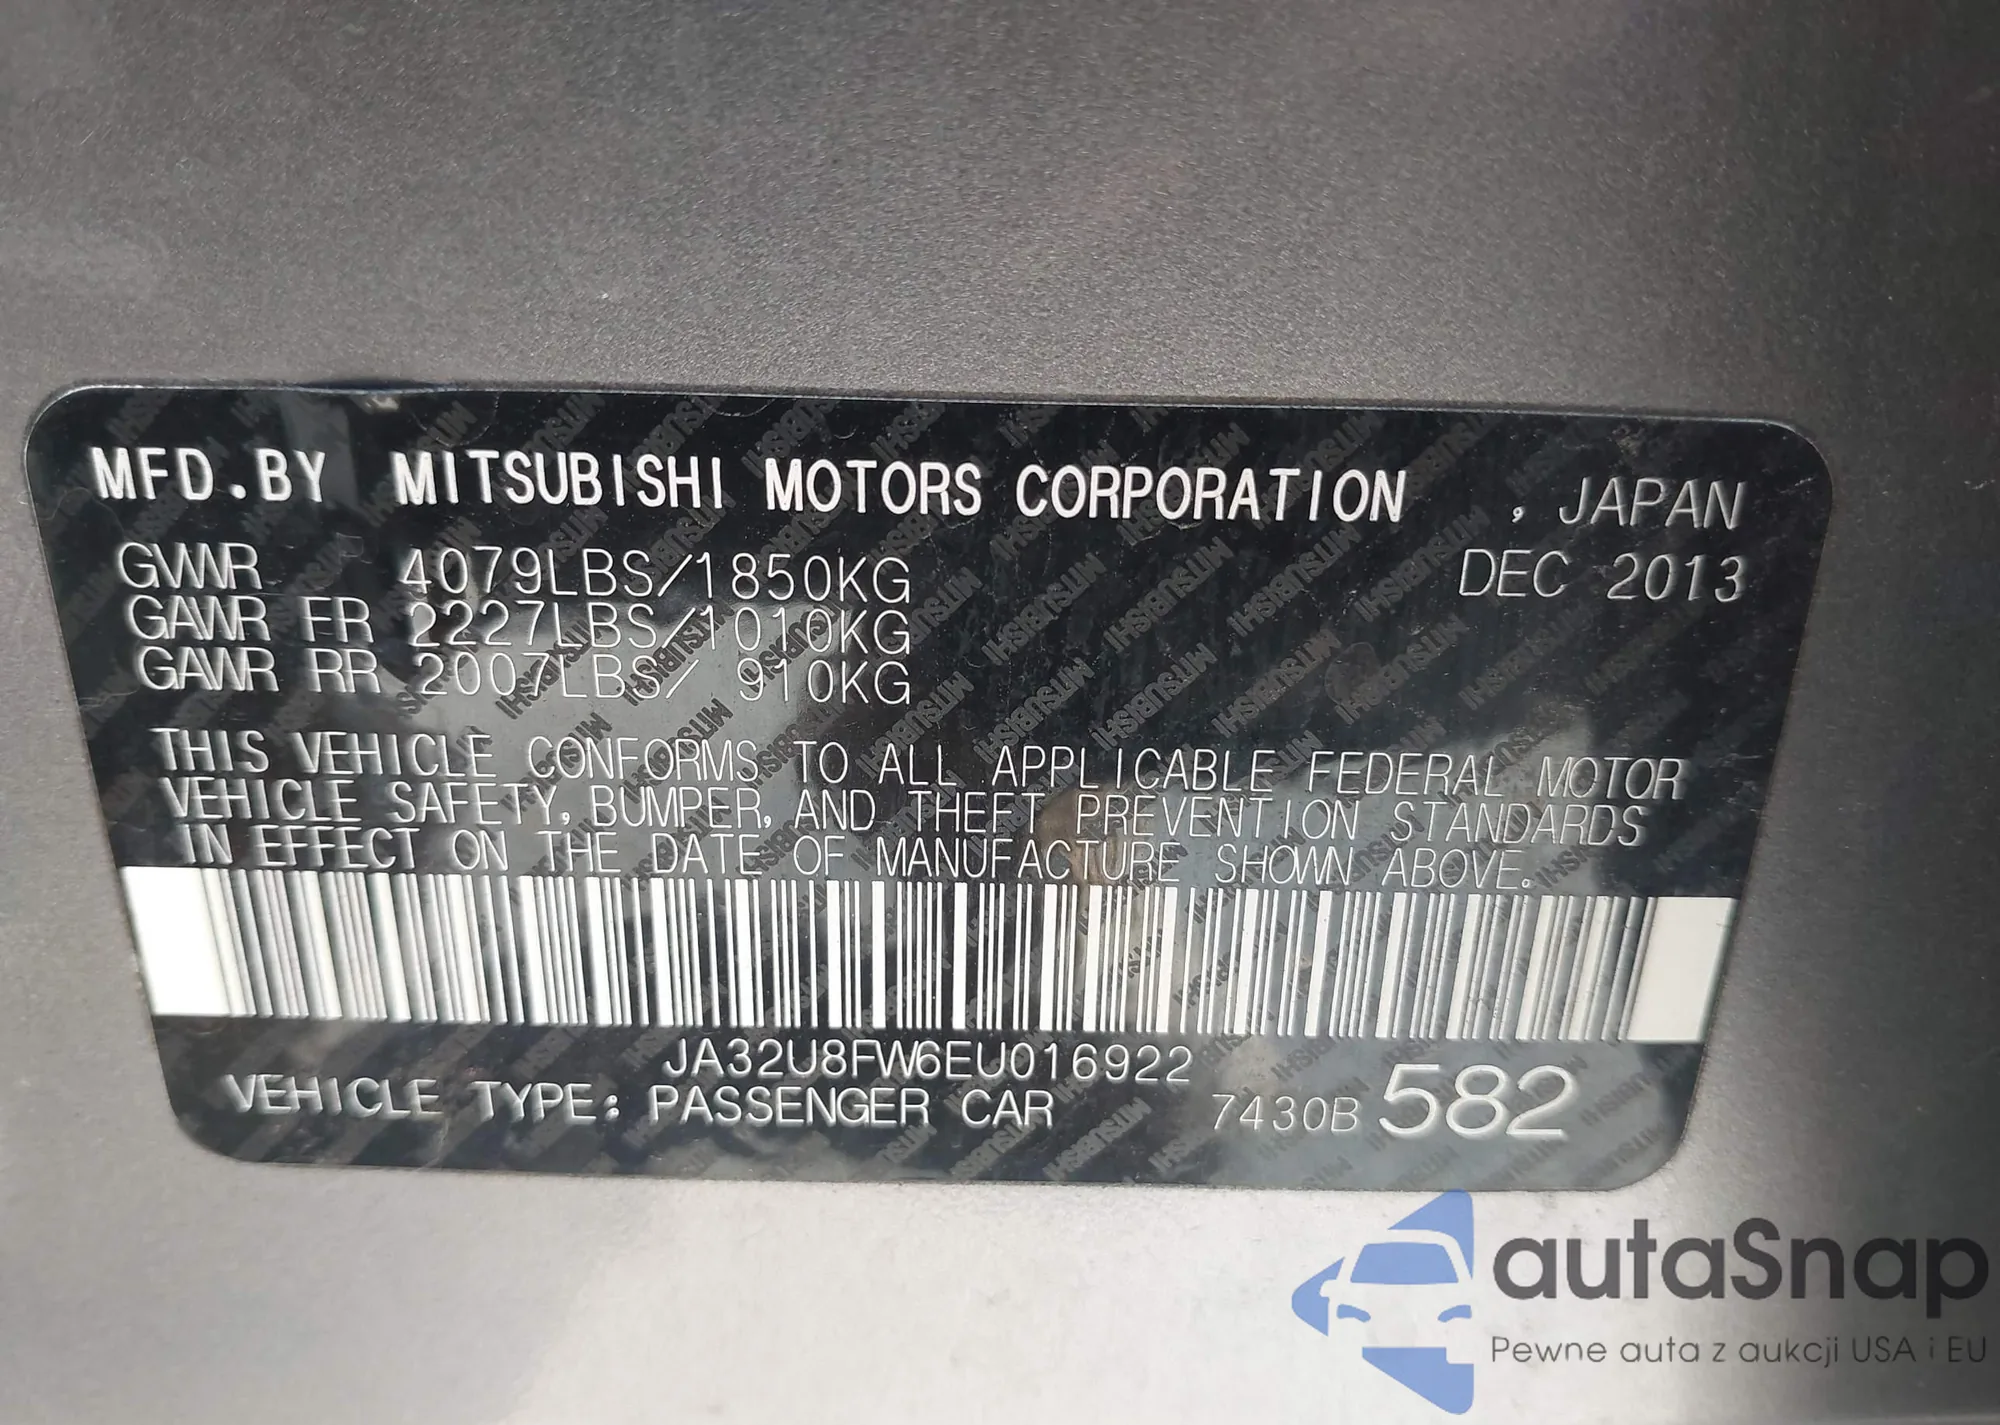 MFD.BY MITSUBISHI MOTORS CORPORATION , JAPAN
GVWR 4079LBS/1850KG DEC 2013
GAWR FR 2227LBS/1010KG
GAWR RR 2007LBS/ 910KG
THIS VEHICLE CONFORMS TO ALL APPLICABLE FEDERAL MOTOR
VEHICLE SAFETY, BUMPER, AND THEFT PREVENTION STANDARDS
IN EFFECT ON THE DATE OF MANUFACTURE SHOWN ABOVE.
JA32U8FW6EU016922
VEHICLE TYPE: PASSENGER CAR 7430B 582
autaSnap
Pewne auta z aukcji USA i EU